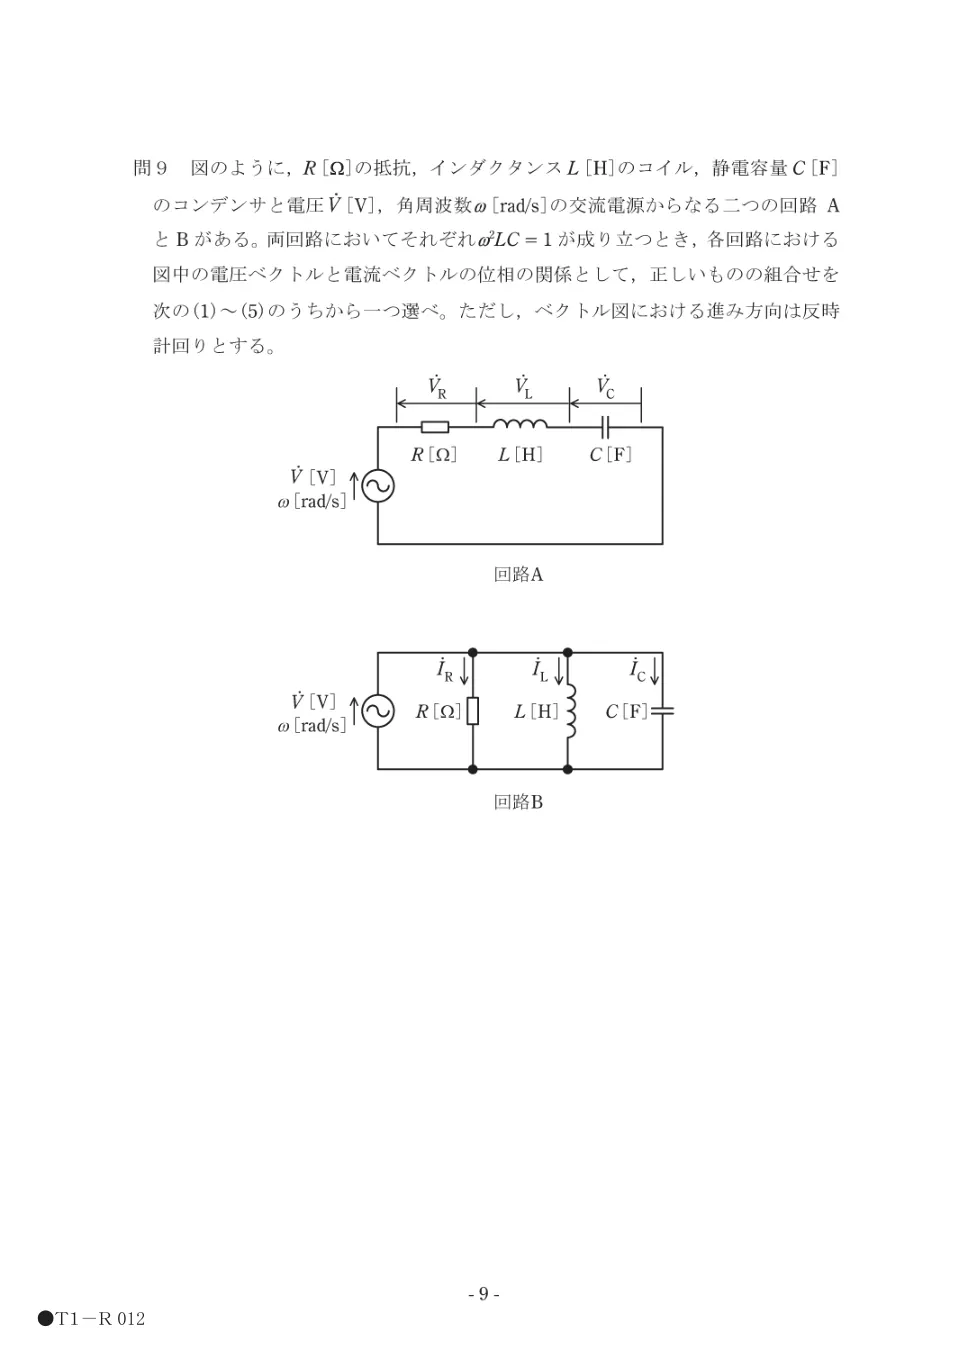 問９　図のように，R［Ω］の抵抗，インダクタンス L［H］のコイル，静電容量 C［F］
のコンデンサと電圧V̇［V］，角周波数ω［rad/s］の交流電源からなる二つの回路 A
と B がある。両回路においてそれぞれω²LC = 1 が成り立つとき，各回路における
図中の電圧ベクトルと電流ベクトルの位相の関係として，正しいものの組合せを
次の(1)～(5)のうちから一つ選べ。ただし，ベクトル図における進み方向は反時
計回りとする。
V̇R V̇L V̇C
R［Ω］ L［H］ C［F］
V̇［V］
ω［rad/s］
回路A
İR İL İC
V̇［V］
R［Ω］ L［H］ C［F］
ω［rad/s］
回路B
- 9 -
●T1－R 012